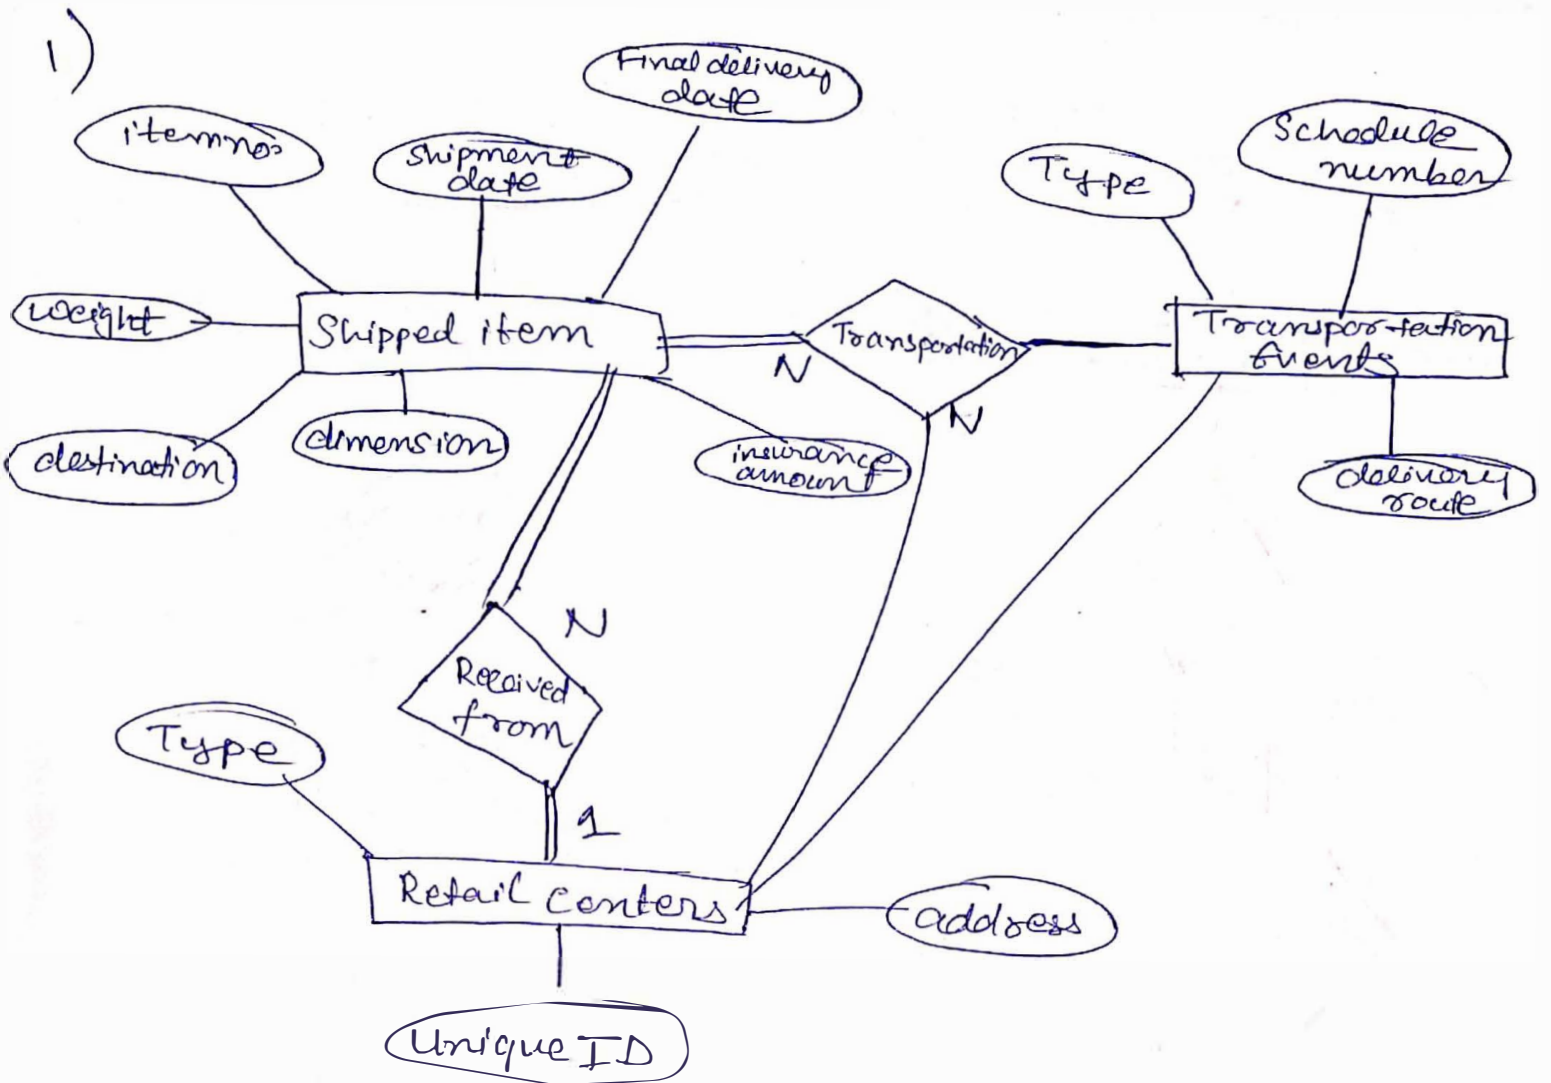 1)
Final delivery
date
itemno:
shipment
date
Type
Schedule
number
weight
Shipped item
Transportation
Transportation
Events
N
N
destination
dimension
insurance
amount
delivery
route
N
Received
from
Type
1
Retail Centers
address
Unique ID